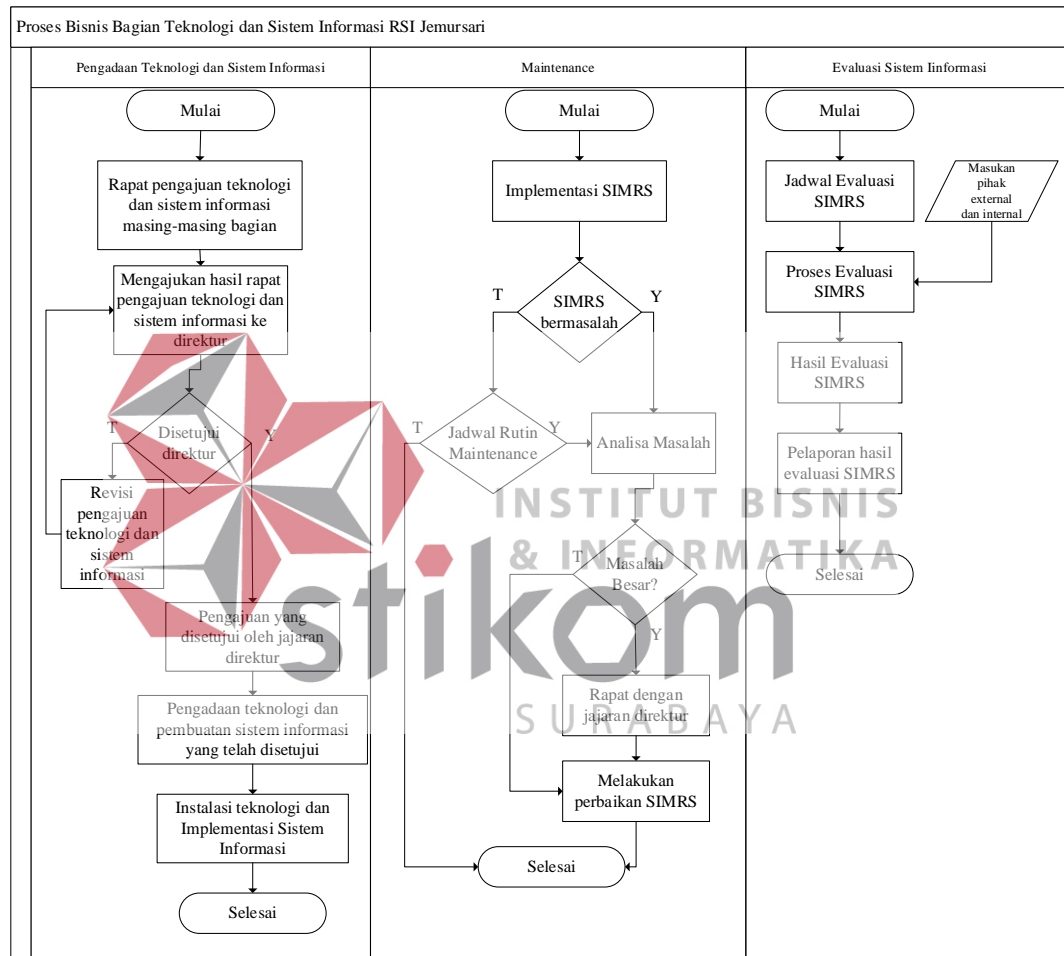 Proses Bisnis Bagian Teknologi dan Sistem Informasi RSI Jemursari
Pengadaan Teknologi dan Sistem Informasi
Mulai
Rapat pengajuan teknologi
dan sistem informasi
masing-masing bagian
Mengajukan hasil rapat
pengajuan teknologi dan
sistem informasi ke
direktur
Disetujui
direktur
T
Y
Revisi
pengajuan
teknologi dan
sistem
informasi
Pengajuan yang
disetujui oleh jajaran
direktur
Pengadaan teknologi dan
pembuatan sistem informasi
yang telah disetujui
Instalasi teknologi dan
Implementasi Sistem
Informasi
Selesai
Maintenance
Mulai
Implementasi SIMRS
SIMRS
bermasalah
T
Y
Jadwal Rutin
Maintenance
T
Y
Analisa Masalah
Masalah
Besar?
T
Y
Rapat dengan
jajaran direktur
Melakukan
perbaikan SIMRS
Selesai
Evaluasi Sistem Iinformasi
Mulai
Jadwal Evaluasi
SIMRS
Masukan
pihak
external
dan internal
Proses Evaluasi
SIMRS
Hasil Evaluasi
SIMRS
Pelaporan hasil
evaluasi SIMRS
Selesai
INSTITUT BISNIS
& INFORMATIKA
stikom
SURABAYA